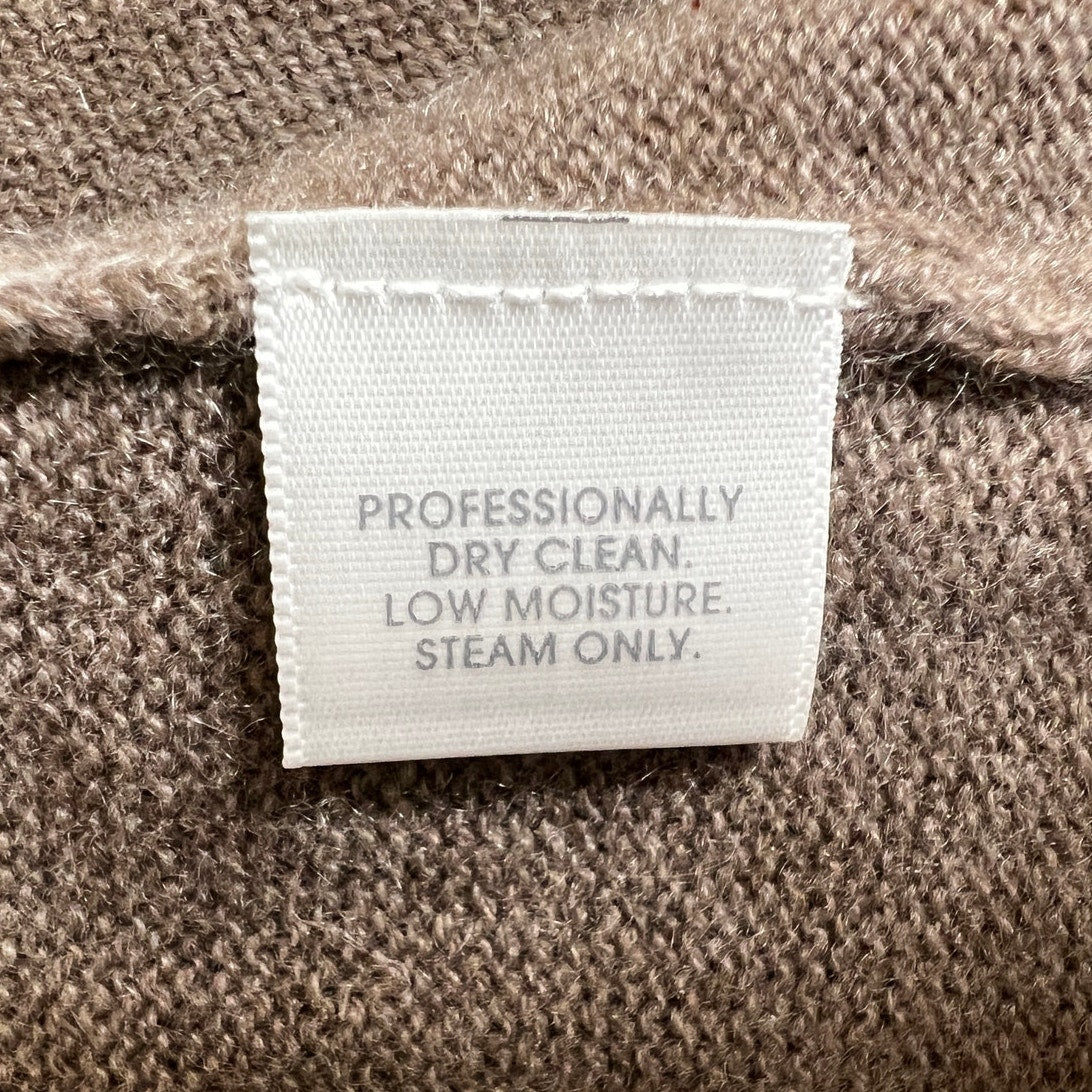 PROFESSIONALLY
DRY CLEAN.
LOW MOISTURE.
STEAM ONLY.